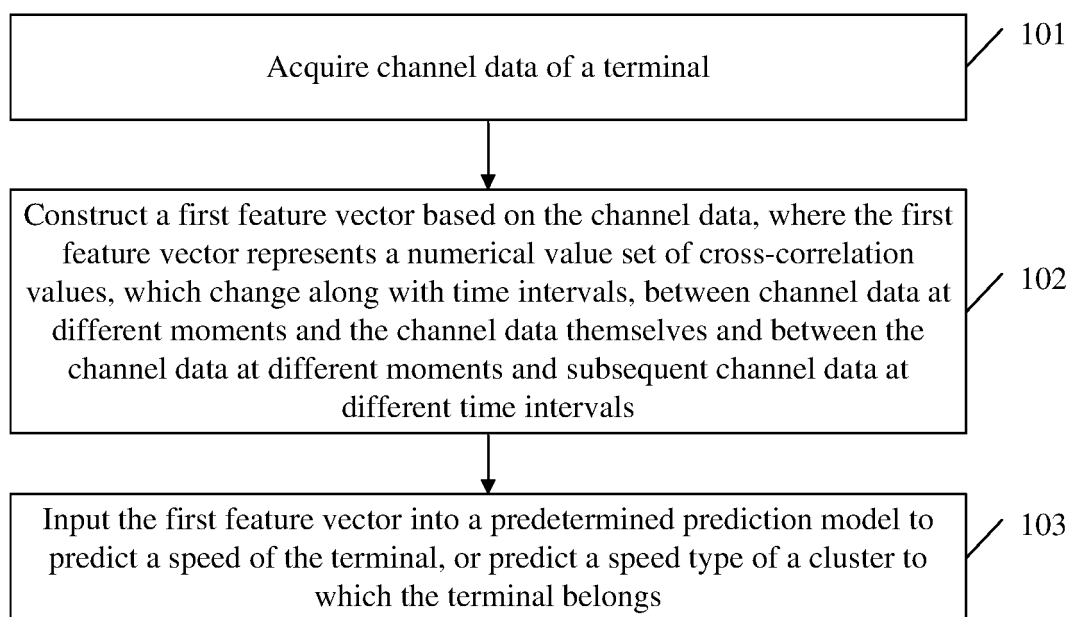 Acquire channel data of a terminal
101
Construct a first feature vector based on the channel data, where the first
feature vector represents a numerical value set of cross-correlation
values, which change along with time intervals, between channel data at
different moments and the channel data themselves and between the
channel data at different moments and subsequent channel data at
different time intervals
102
Input the first feature vector into a predetermined prediction model to
predict a speed of the terminal, or predict a speed type of a cluster to
which the terminal belongs
103